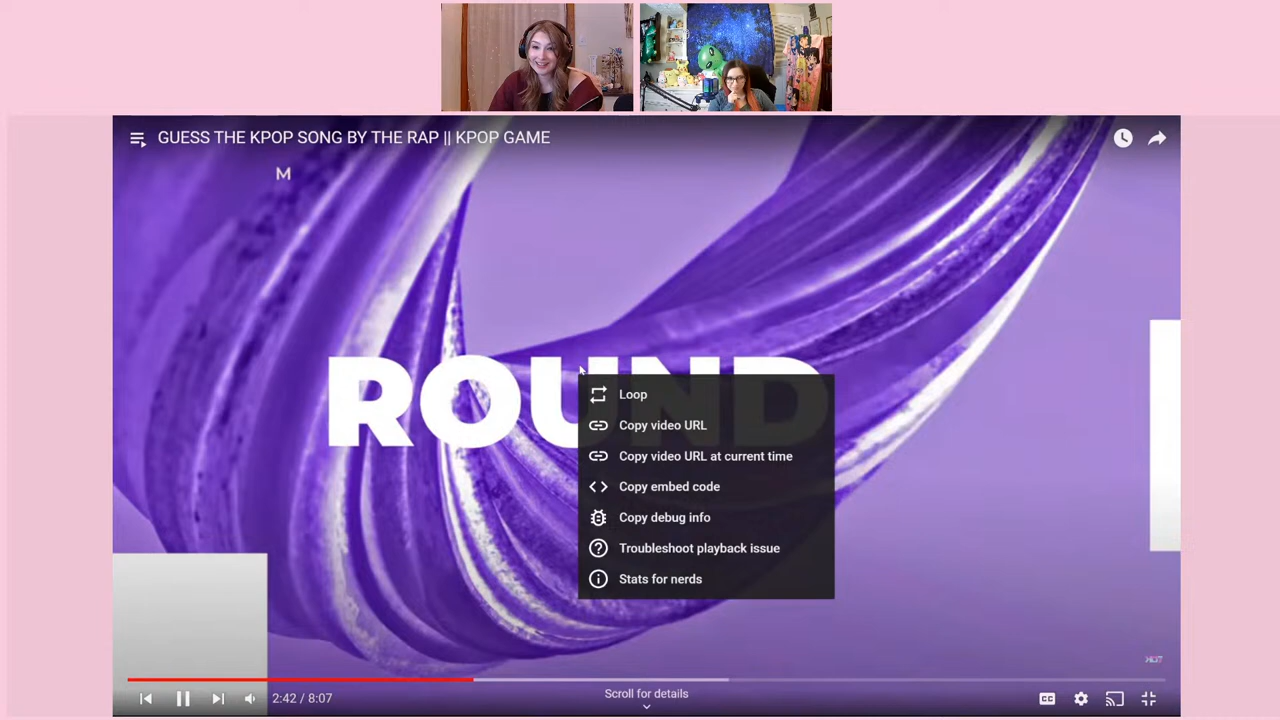 GUESS THE KPOP SONG BY THE RAP || KPOP GAME
M
ROUND
Loop
Copy video URL
Copy video URL at current time
Copy embed code
Copy debug info
Troubleshoot playback issue
Stats for nerds
2:42 / 8:07
Scroll for details
CC